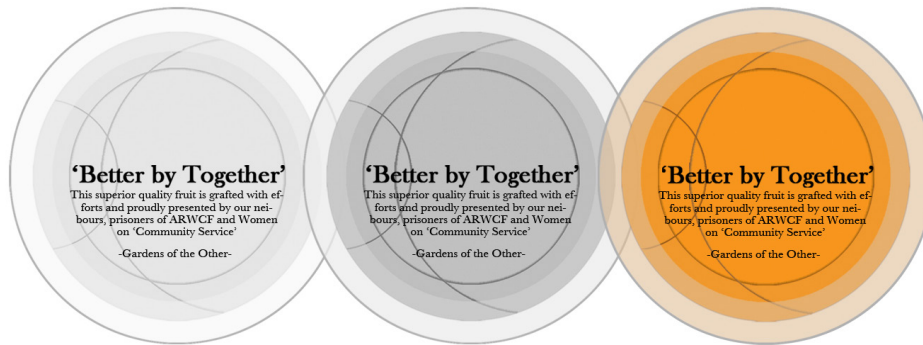 ‘Better by Together’
This superior quality fruit is grafted with ef-
forts and proudly presented by our nei-
bours, prisoners of ARWCF and Women
on ‘Community Service’
-Gardens of the Other-
‘Better by Together’
This superior quality fruit is grafted with ef-
forts and proudly presented by our nei-
bours, prisoners of ARWCF and Women
on ‘Community Service’
-Gardens of the Other-
‘Better by Together’
This superior quality fruit is grafted with ef-
forts and proudly presented by our nei-
bours, prisoners of ARWCF and Women
on ‘Community Service’
-Gardens of the Other-